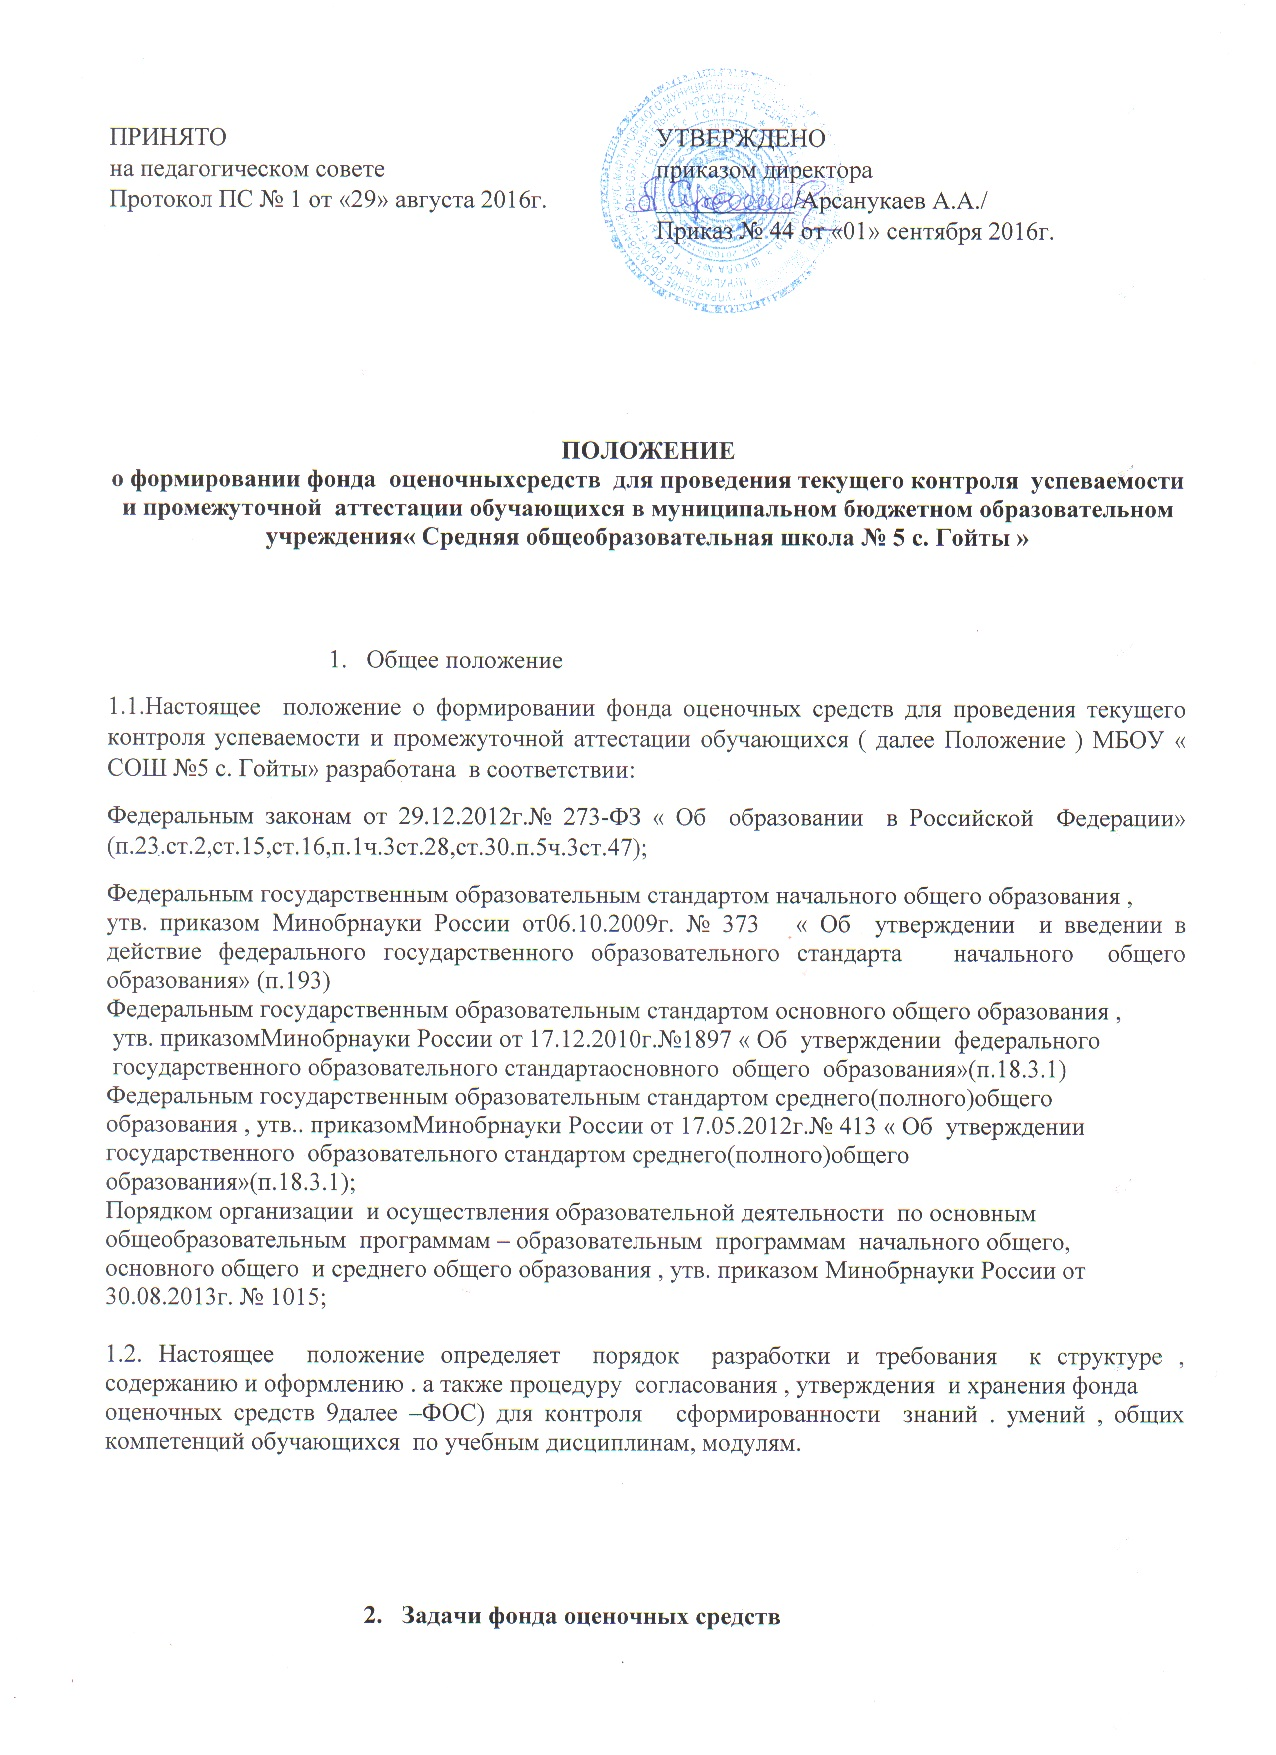 ПРИНЯТО
на педагогическом совете
Протокол ПС № 1 от «29» августа 2016г.
УТВЕРЖДЕНО
приказом директора
/Арсанукаев А.А./
Приказ № 44 от «01» сентября 2016г.
ПОЛОЖЕНИЕ
о формировании фонда оценочныхсредств для проведения текущего контроля успеваемости
и промежуточной аттестации обучающихся в муниципальном бюджетном образовательном
учреждения« Средняя общеобразовательная школа № 5 с. Гойты »
1. Общее положение
1.1.Настоящее положение о формировании фонда оценочных средств для проведения текущего
контроля успеваемости и промежуточной аттестации обучающихся ( далее Положение ) МБОУ «
СОШ №5 с. Гойты» разработана в соответствии:
Федеральным законам от 29.12.2012г.№ 273-ФЗ « Об образовании в Российской Федерации»
(п.23.ст.2,ст.15,ст.16,п.1ч.3ст.28,ст.30.п.5ч.3ст.47);
Федеральным государственным образовательным стандартом начального общего образования ,
утв. приказом Минобрнауки России от06.10.2009г. № 373 « Об утверждении и введении в
действие федерального государственного образовательного стандарта начального общего
образования» (п.193)
Федеральным государственным образовательным стандартом основного общего образования ,
утв. приказомМинобрнауки России от 17.12.2010г.№1897 « Об утверждении федерального
государственного образовательного стандартаосновного общего образования»(п.18.3.1)
Федеральным государственным образовательным стандартом среднего(полного)общего
образования , утв.. приказомМинобрнауки России от 17.05.2012г.№ 413 « Об утверждении
государственного образовательного стандартом среднего(полного)общего
образования»(п.18.3.1);
Порядком организации и осуществления образовательной деятельности по основным
общеобразовательным программам – образовательным программам начального общего,
основного общего и среднего общего образования , утв. приказом Минобрнауки России от
30.08.2013г. № 1015;
1.2. Настоящее положение определяет порядок разработки и требования к структуре ,
содержанию и оформлению . а также процедуру согласования , утверждения и хранения фонда
оценочных средств 9далее –ФОС) для контроля сформированности знаний . умений , общих
компетенций обучающихся по учебным дисциплинам, модулям.
2. Задачи фонда оценочных средств